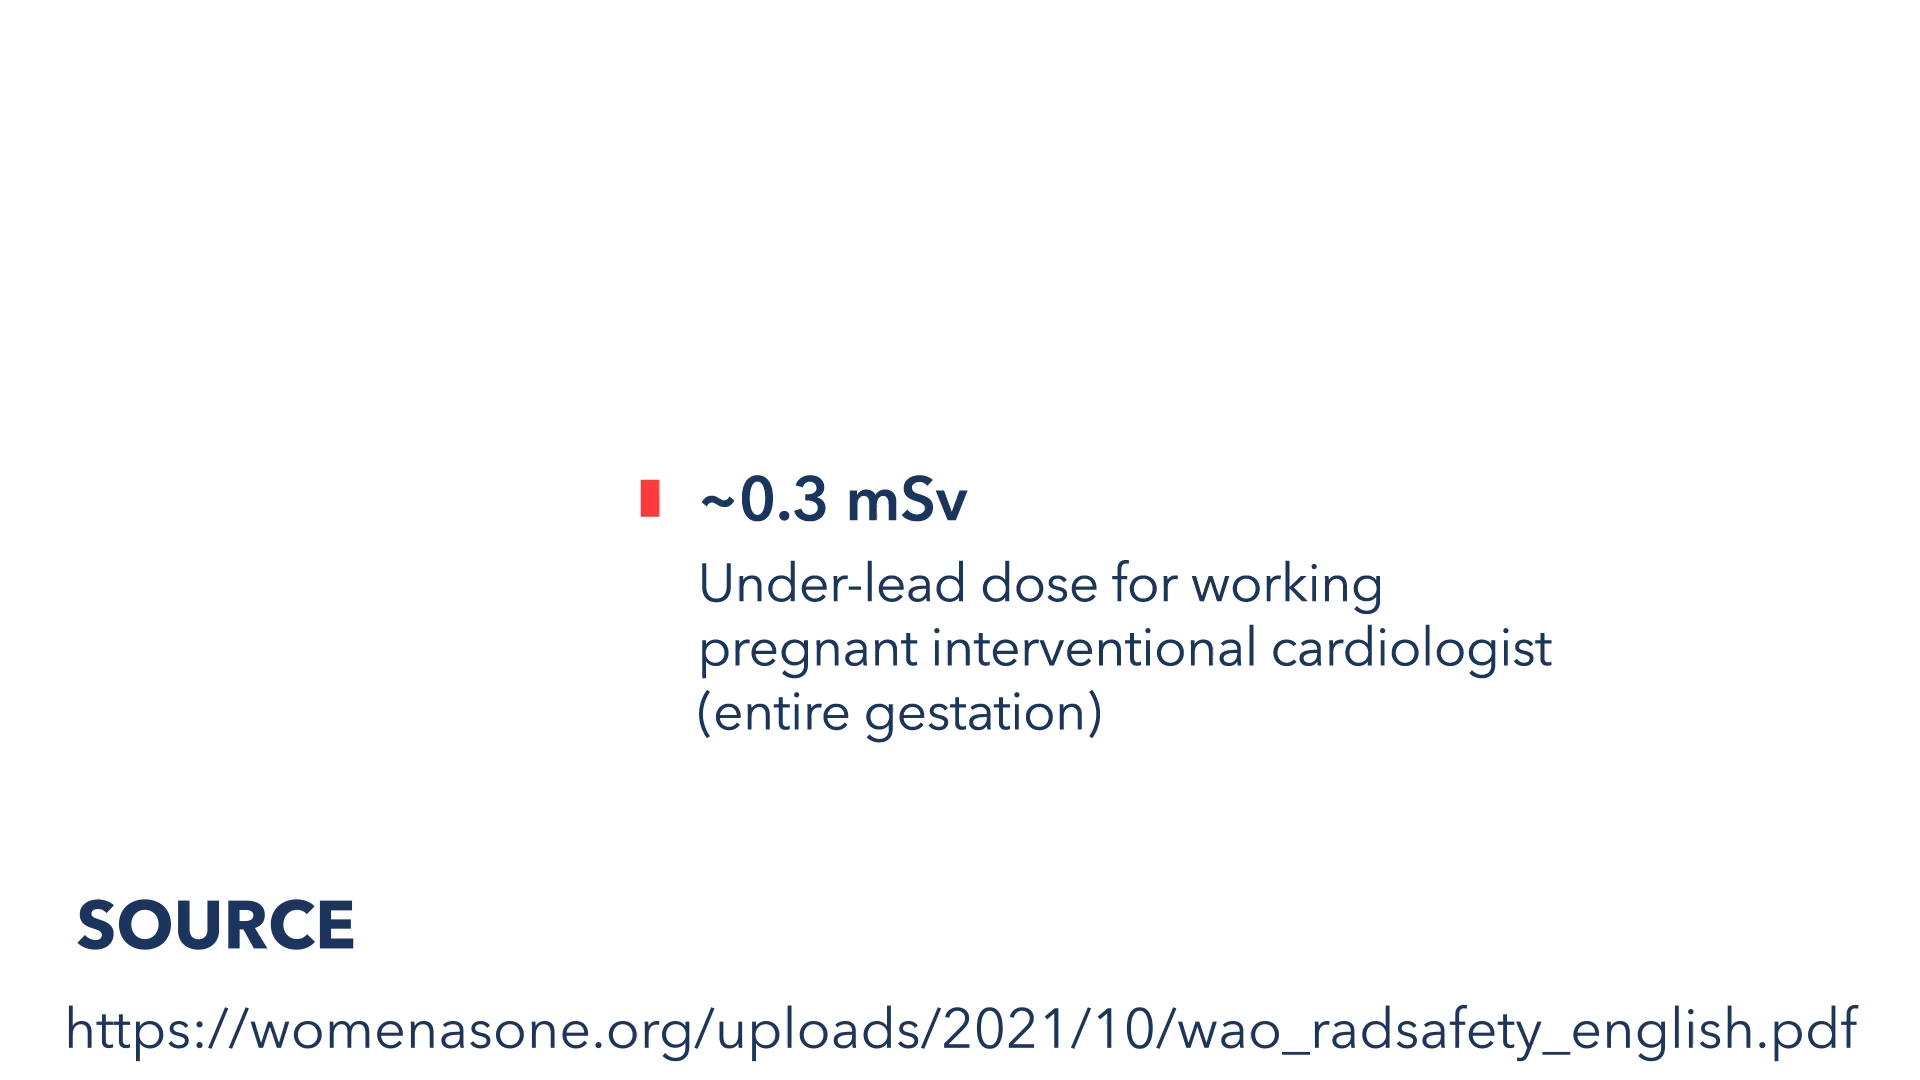 ~0.3 mSv
Under-lead dose for working
pregnant interventional cardiologist
(entire gestation)
SOURCE
https://womenasone.org/uploads/2021/10/wao_radsafety_english.pdf